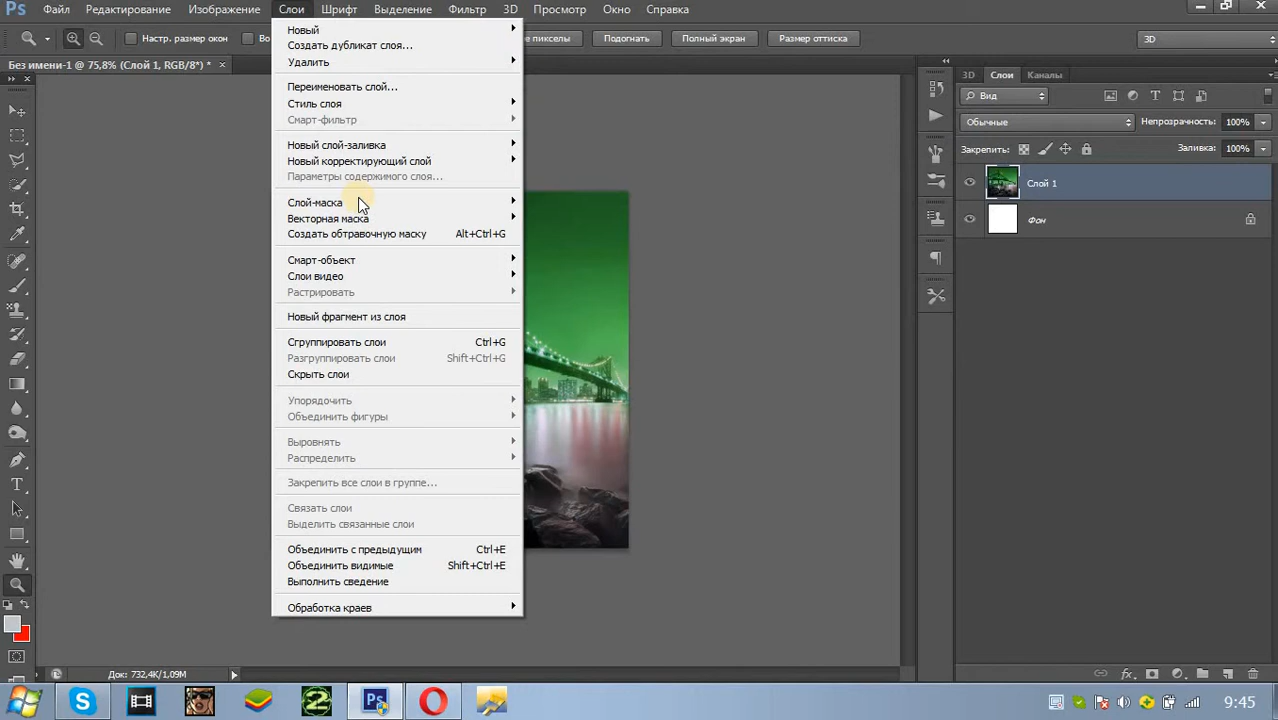 Ps Файл Редактирование Изображение Слои Шрифт Выделение Фильтр 3D Просмотр Окно Справка
Настр. размер окон Во
е пиксели Подогнать Полный экран Размер оттиска 3D
Без имени-1 @ 75,8% (Слой 1, RGB/8*) *
Новый
Создать дубликат слоя...
Удалить
Переименовать слой...
Стиль слоя
Смарт-фильтр
Новый слой-заливка
Новый корректирующий слой
Параметры содержимого слоя...
Слой-маска
Векторная маска
Создать обтравочную маску Alt+Ctrl+G
Смарт-объект
Слои видео
Растрировать
Новый фрагмент из слоя
Сгруппировать слои Ctrl+G
Разгруппировать слои Shift+Ctrl+G
Скрыть слои
Упорядочить
Объединить фигуры
Выровнять
Распределить
Закрепить все слои в группе...
Связать слои
Выделить связанные слои
Объединить с предыдущим Ctrl+E
Объединить видимые Shift+Ctrl+E
Выполнить сведение
Обработка краев
3D Слои Каналы
Вид
Обычные Непрозрачность: 100%
Закрепить: Заливка: 100%
Слой 1
Фон
Док: 732,4K/1,09M
9:45